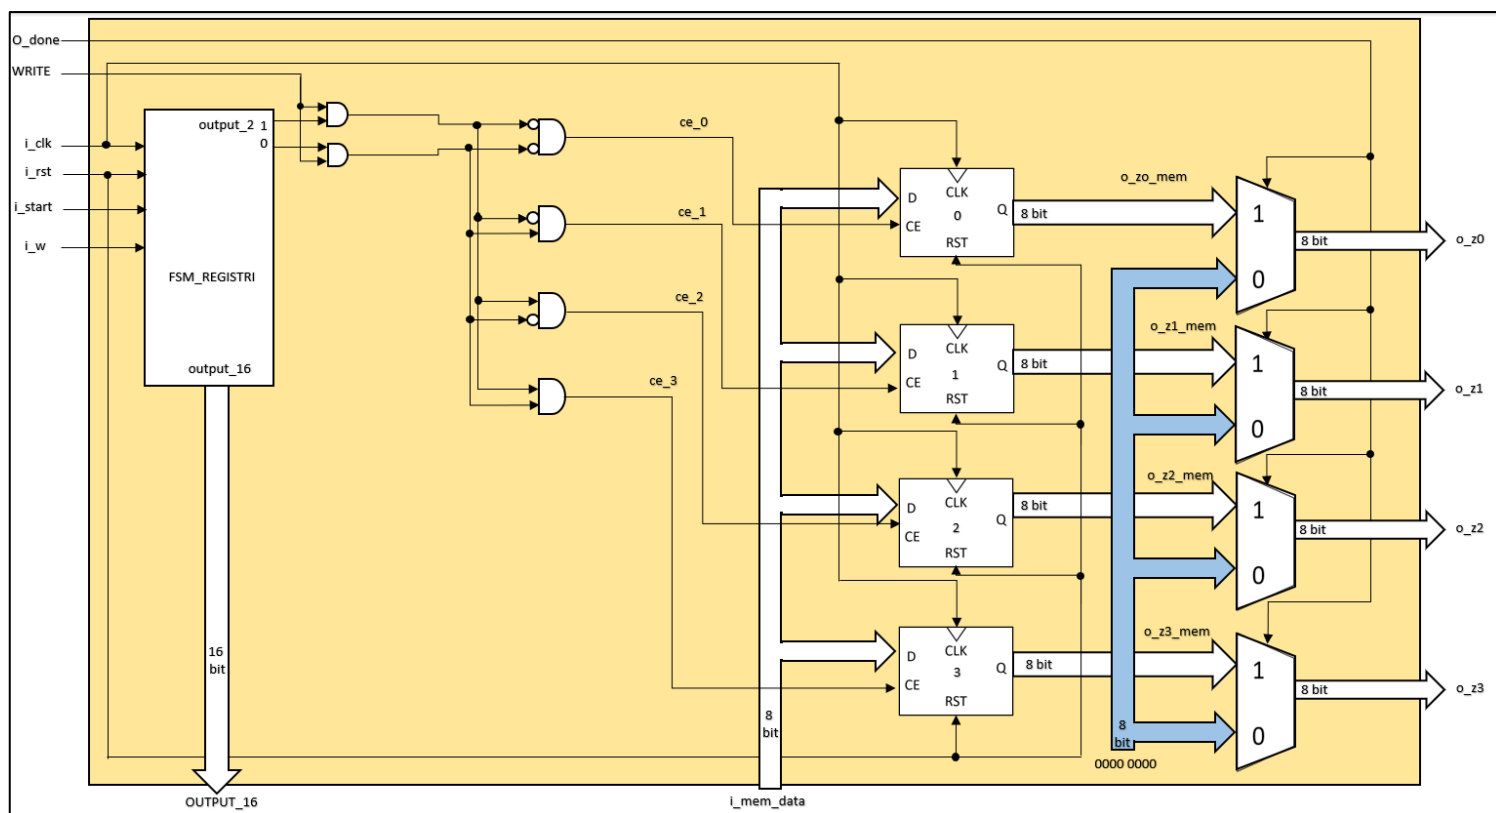 O_done
WRITE
i_clk
i_rst
i_start
i_w
output_2 1
0
FSM_REGISTRI
output_16
16
bit
OUTPUT_16
ce_0
ce_1
ce_2
ce_3
8
bit
i_mem_data
D
CLK
0
Q
CE
RST
8 bit
o_zo_mem
1
0
8 bit
o_z0
D
CLK
1
Q
CE
RST
8 bit
o_z1_mem
1
0
8 bit
o_z1
D
CLK
2
Q
CE
RST
8 bit
o_z2_mem
1
0
8 bit
o_z2
D
CLK
3
Q
CE
RST
8 bit
o_z3_mem
1
0
8 bit
o_z3
8
bit
0000 0000